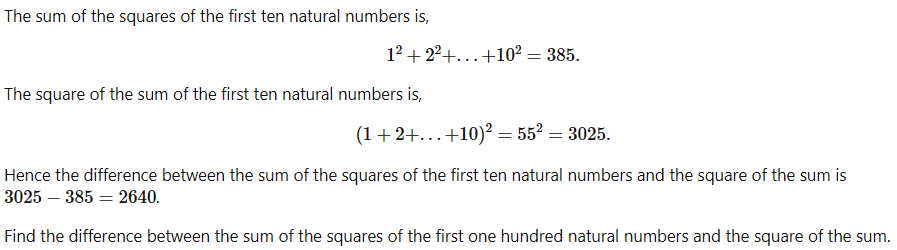 The sum of the squares of the first ten natural numbers is,
1² + 2²+...+10² = 385.
The square of the sum of the first ten natural numbers is,
(1 + 2+...+10)² = 55² = 3025.
Hence the difference between the sum of the squares of the first ten natural numbers and the square of the sum is
3025 − 385 = 2640.
Find the difference between the sum of the squares of the first one hundred natural numbers and the square of the sum.